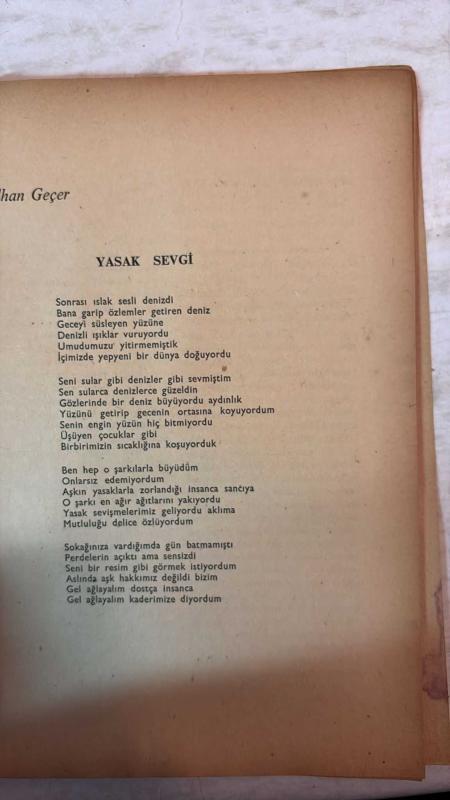 lhan Geçer
YASAK SEVGİ
Sonrası ıslak sesli denizdi
Bana garip özlemler getiren deniz
Geceyi süsleyen yüzüne
Denizli ışıklar vuruyordu
Umudumuzu yitirmemiştik
İçimizde yepyeni bir dünya doğuyordu
Seni sular gibi denizler gibi sevmiştim
Sen sularca denizlerce güzeldin
Gözlerinde bir deniz büyüyordu aydınlık
Yüzünü getirip gecenin ortasına koyuyordum
Senin engin yüzün hiç bitmiyordu
Üşüyen çocuklar gibi
Birbirimizin sıcaklığına koşuyorduk
Ben hep o şarkılarla büyüdüm
Onlarsız edemiyordum
Aşkın yasaklarla zorlandığı insanca sancıya
O şarkı en ağır ağıtlarını yakıyordu
Yasak sevişmelerimiz geliyordu aklıma
Mutluluğu delice özlüyordum
Sokağınıza vardığımda gün batmamıştı
Perdelerin açıktı ama sensizdi
Seni bir resim gibi görmek istiyordum
Aslında aşk hakkımız değildi bizim
Gel ağlayalım dostça insanca
Gel ağlayalım kaderimize diyordum